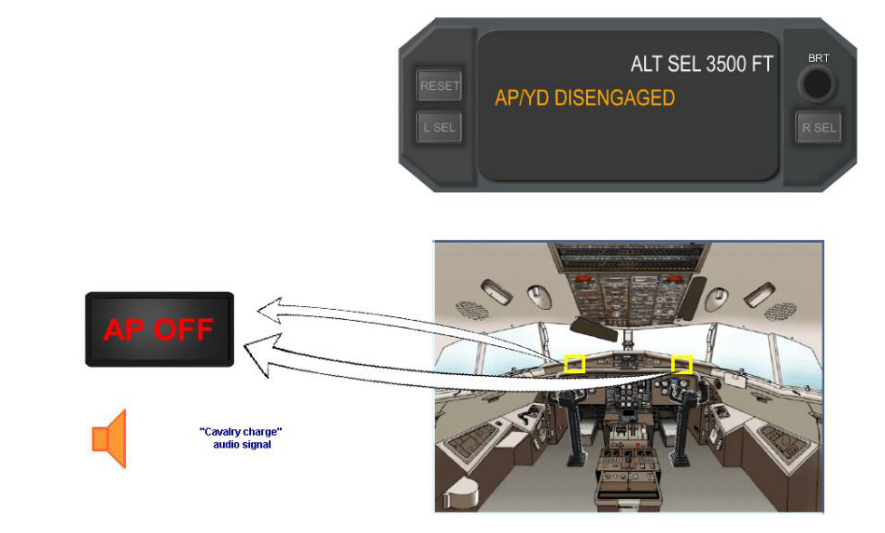 ALT SEL 3500 FT
BRT
RESET
AP/YD DISENGAGED
L SEL
R SEL
AP OFF
"Cavalry charge"
audio signal